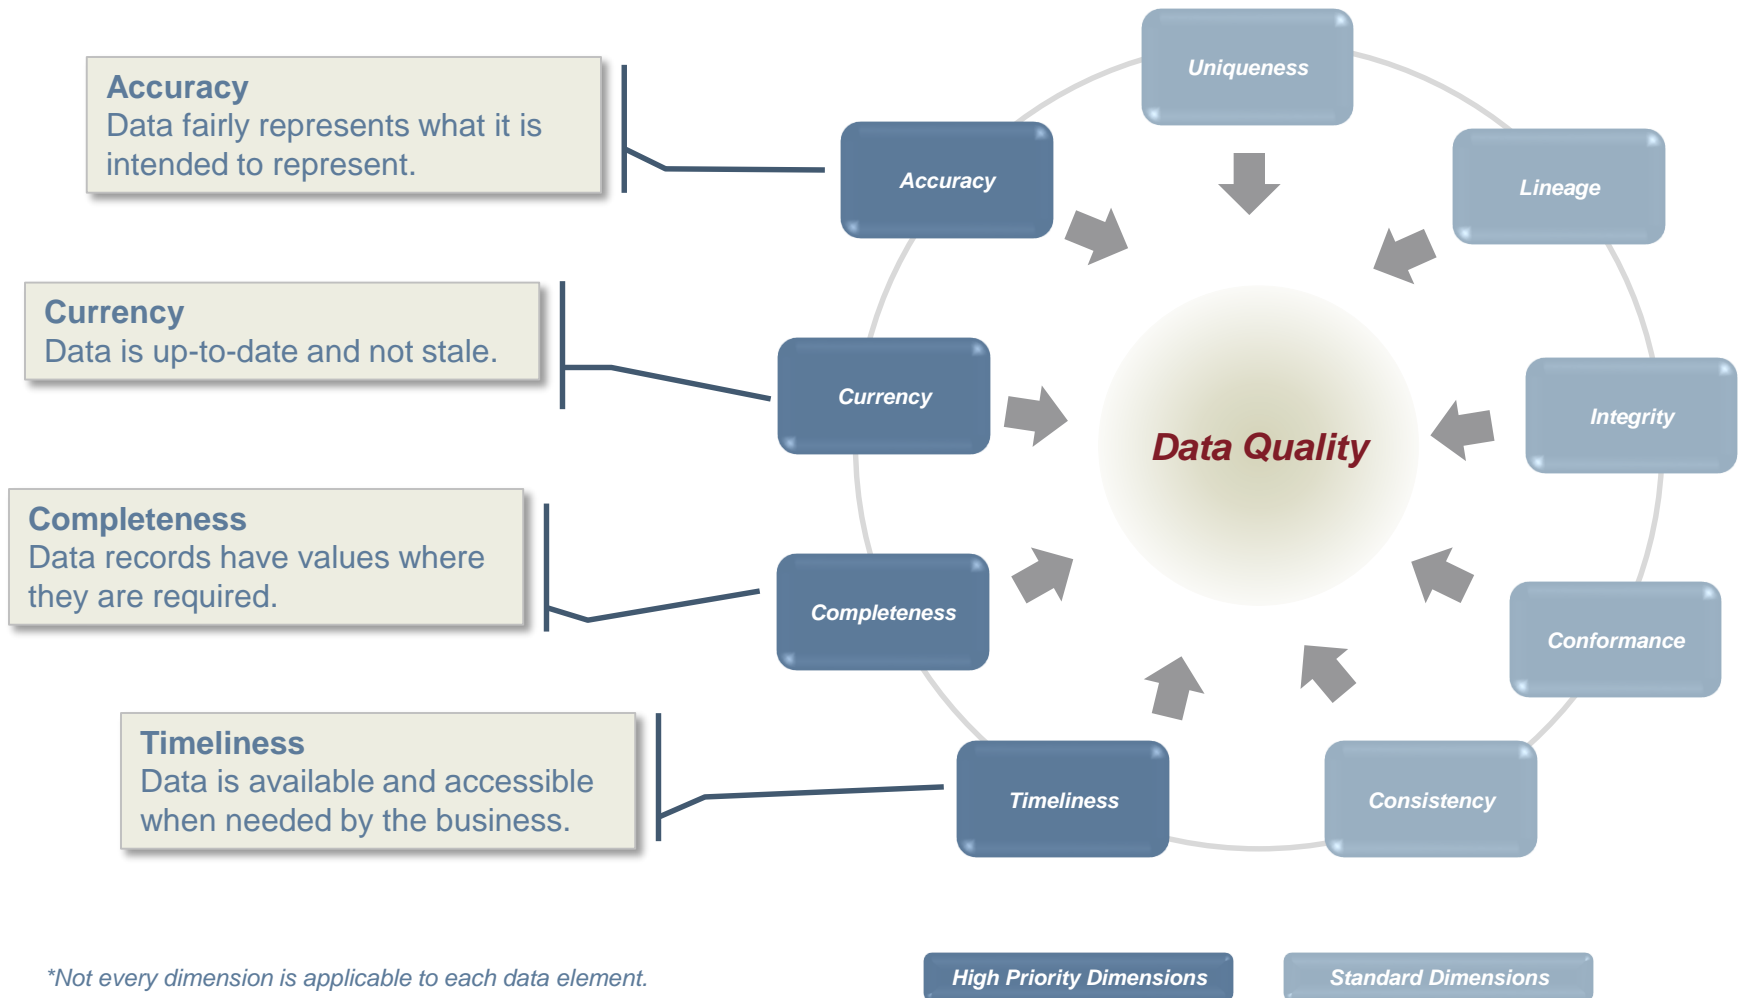 Uniqueness
Accuracy
Data fairly represents what it is
intended to represent.
Accuracy
Lineage
Currency
Data is up-to-date and not stale.
Currency
Integrity
Data Quality
Completeness
Data records have values where
they are required.
Completeness
Conformance
Timeliness
Data is available and accessible
when needed by the business.
Timeliness
Consistency
*Not every dimension is applicable to each data element.
High Priority Dimensions
Standard Dimensions